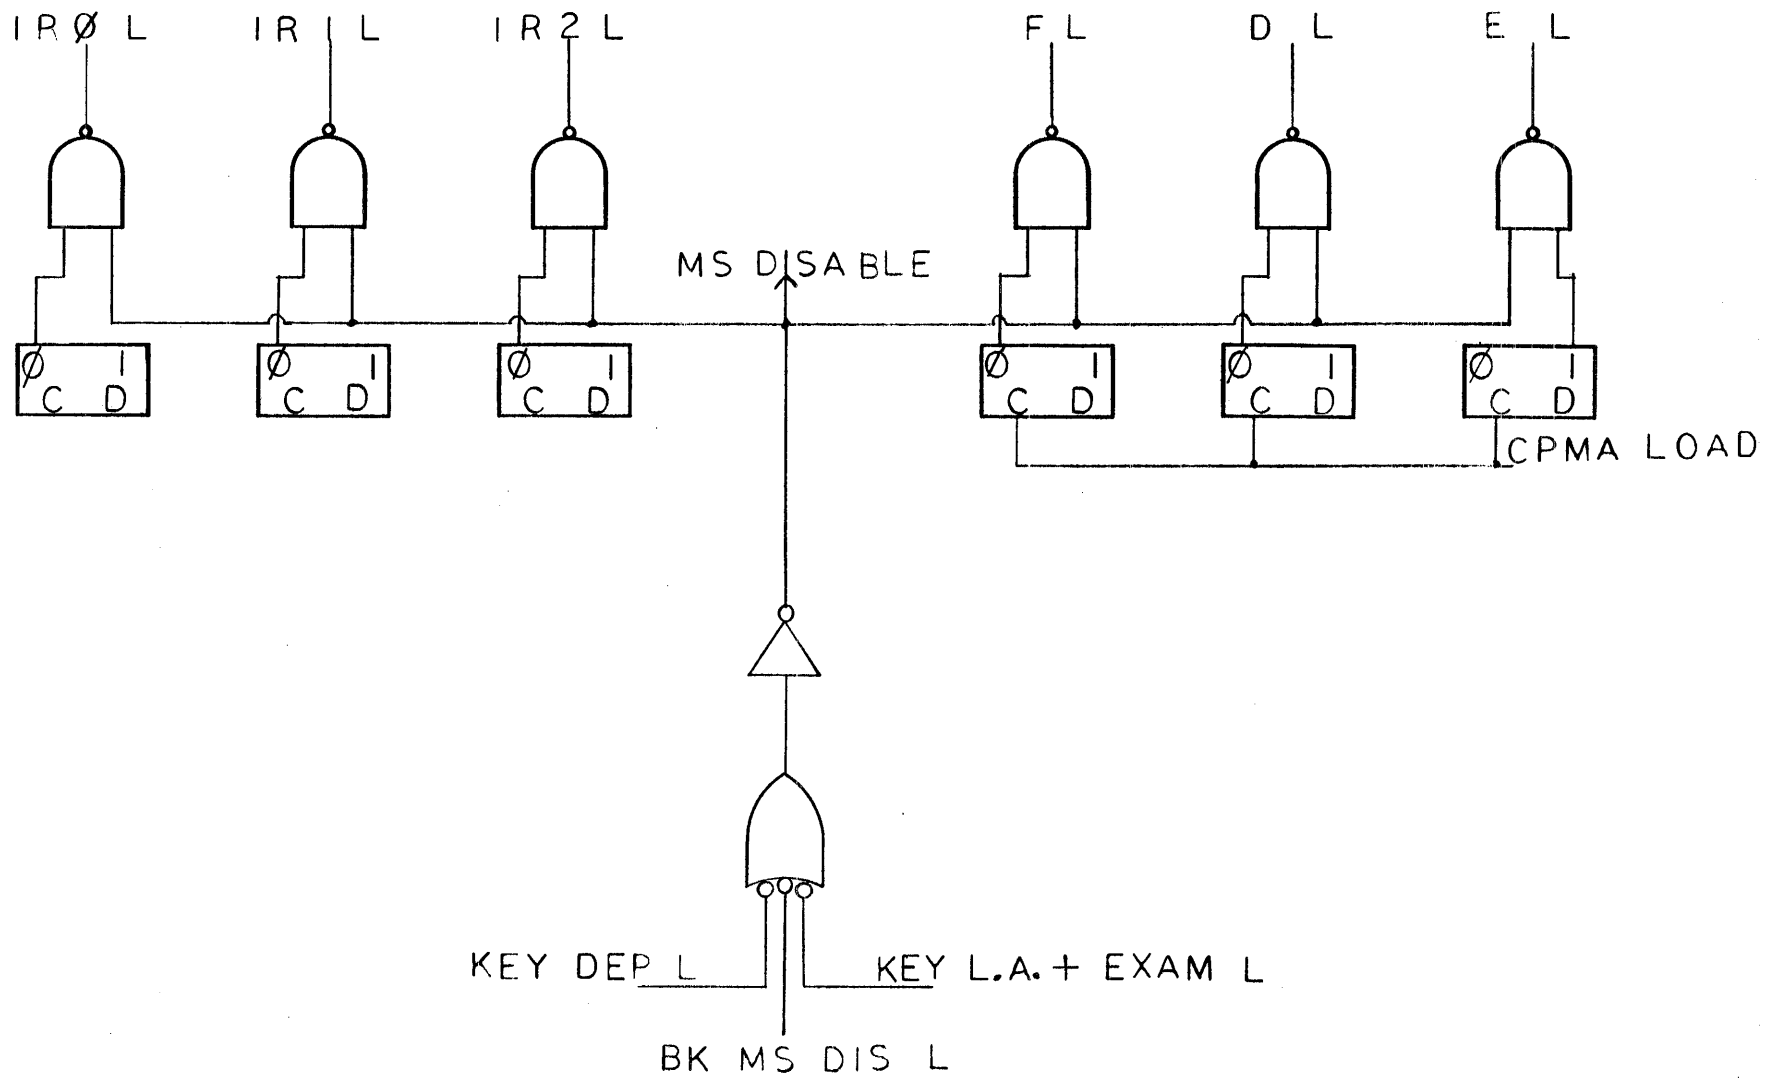 IRØ L
IR1 L
IR2 L
F L
D L
E L
MS DISABLE
Ø 1
C D
Ø 1
C D
Ø 1
C D
Ø 1
C D
Ø 1
C D
Ø 1
C D
CPMA LOAD
KEY DEP L
KEY L.A.+ EXAM L
BK MS DIS L